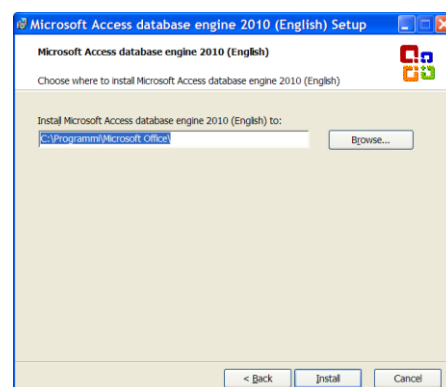 Microsoft Access database engine 2010 (English) Setup
Microsoft Access database engine 2010 (English)
Choose where to install Microsoft Access database engine 2010 (English)
Install Microsoft Access database engine 2010 (English) to:
C:\Programmi\Microsoft Office\
Browse...
< Back
Install
Cancel